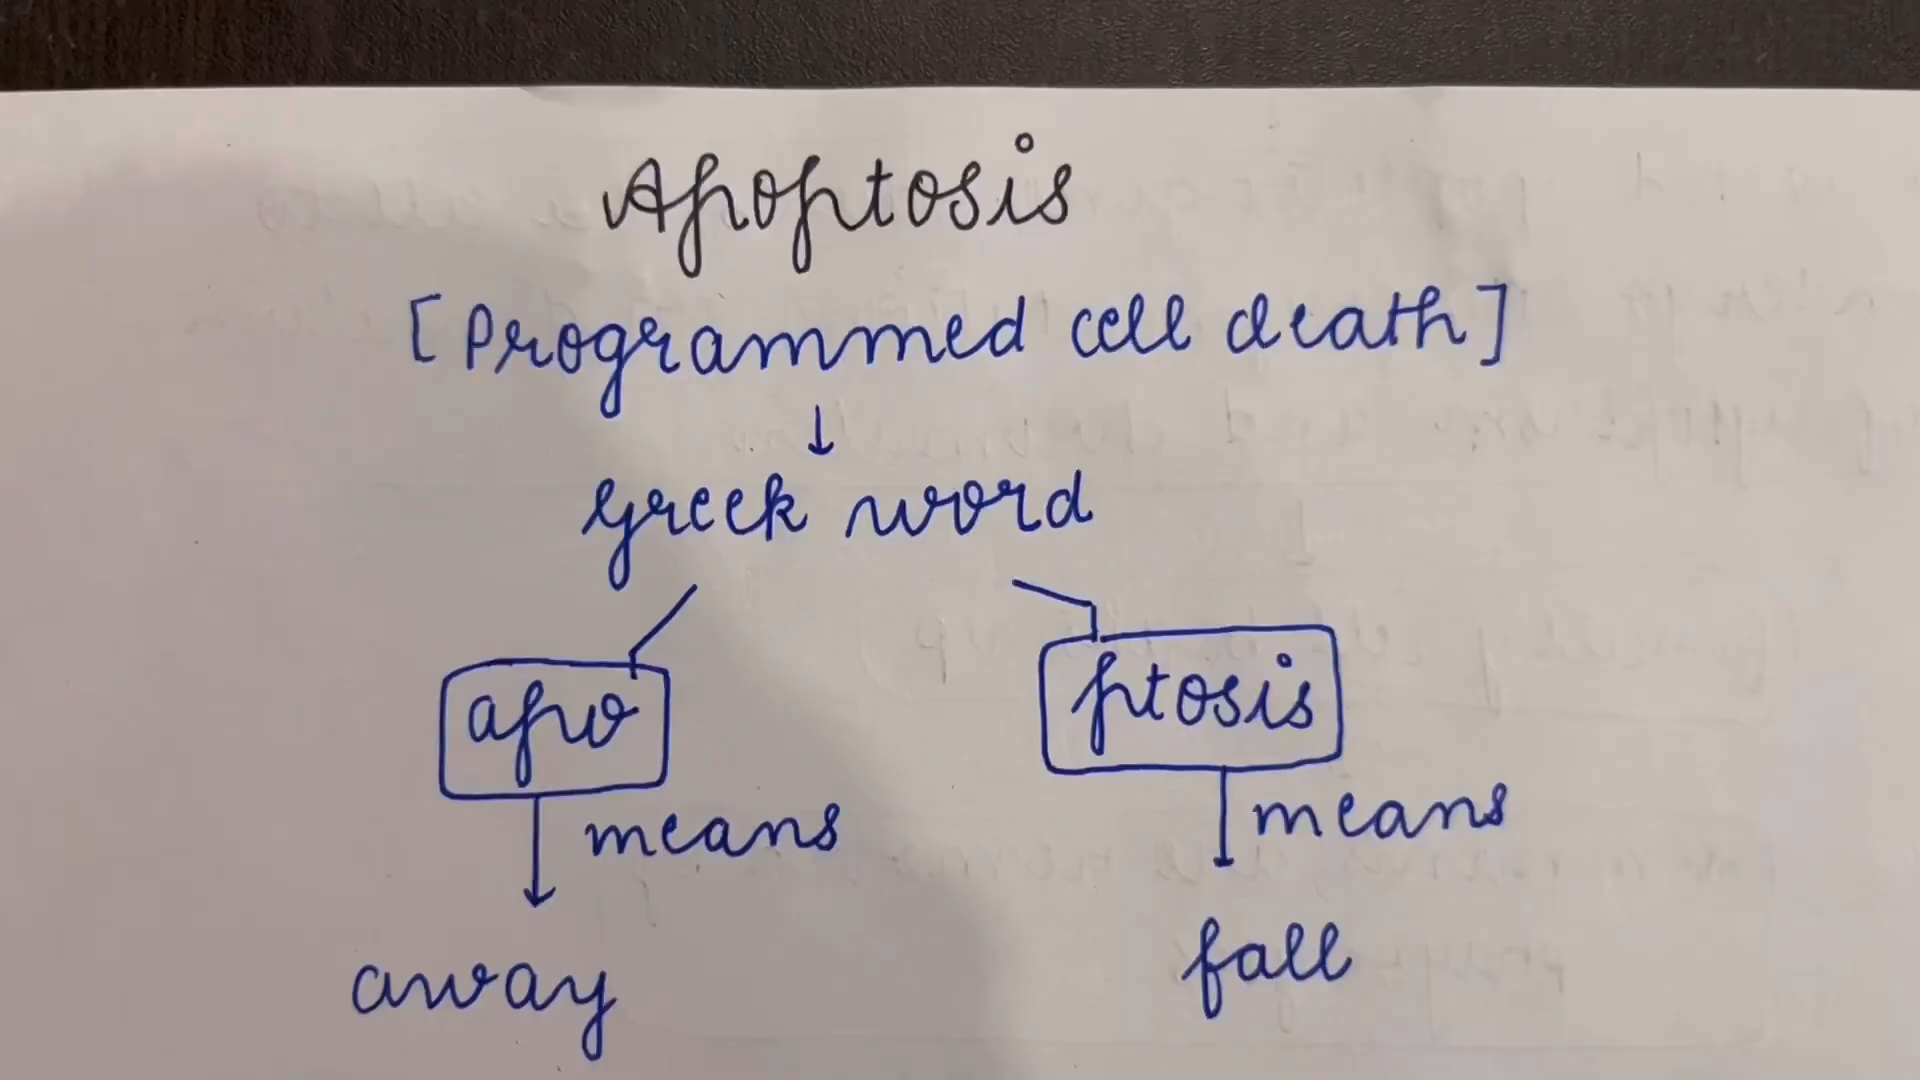 Apoptosis
[Programmed cell death]
↓
Greek word
apo
ptosis
means
means
away
fall